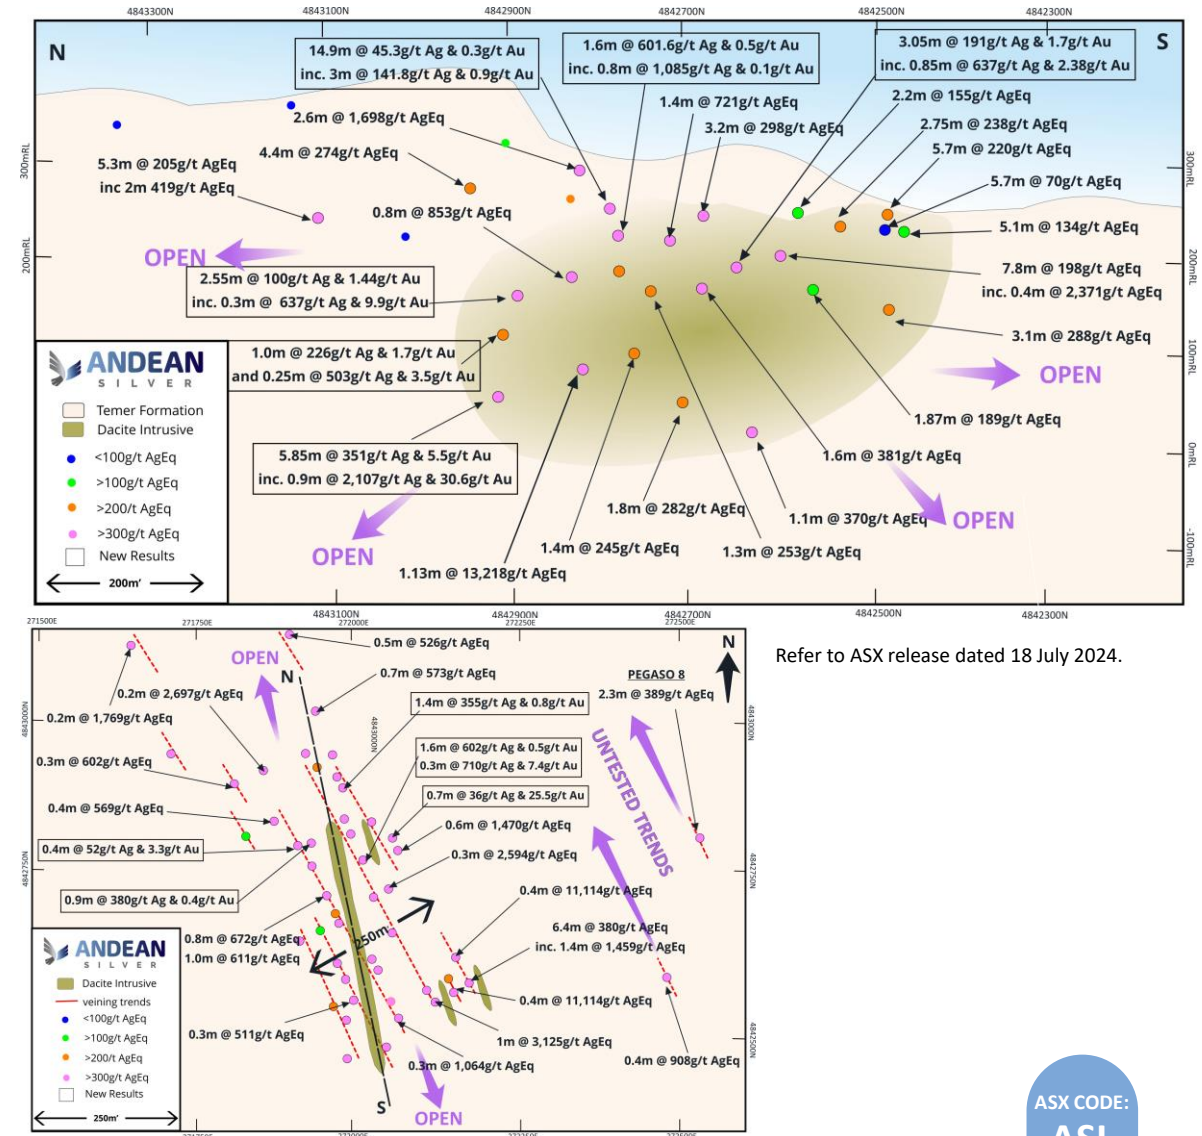 4843300N
4843100N
4842900N
4842700N
4842500N
4842300N
N
S
14.9m @ 45.3g/t Ag & 0.3g/t Au
inc. 3m @ 141.8g/t Ag & 0.9g/t Au
1.6m @ 601.6g/t Ag & 0.5g/t Au
inc. 0.8m @ 1,085g/t Ag & 0.1g/t Au
3.05m @ 191g/t Ag & 1.7g/t Au
inc. 0.85m @ 637g/t Ag & 2.38g/t Au
2.6m @ 1,698g/t AgEq
1.4m @ 721g/t AgEq
3.2m @ 298g/t AgEq
2.2m @ 155g/t AgEq
2.75m @ 238g/t AgEq
5.7m @ 220g/t AgEq
5.7m @ 70g/t AgEq
5.1m @ 134g/t AgEq
4.4m @ 274g/t AgEq
5.3m @ 205g/t AgEq
inc 2m 419g/t AgEq
0.8m @ 853g/t AgEq
300mRL
300mRL
200mRL
200mRL
100mRL
0mRL
-100mRL
OPEN
2.55m @ 100g/t Ag & 1.44g/t Au
inc. 0.3m @ 637g/t Ag & 9.9g/t Au
7.8m @ 198g/t AgEq
inc. 0.4m @ 2,371g/t AgEq
3.1m @ 288g/t AgEq
OPEN
1.0m @ 226g/t Ag & 1.7g/t Au
and 0.25m @ 503g/t Ag & 3.5g/t Au
1.87m @ 189g/t AgEq
1.6m @ 381g/t AgEq
5.85m @ 351g/t Ag & 5.5g/t Au
inc. 0.9m @ 2,107g/t Ag & 30.6g/t Au
1.8m @ 282g/t AgEq
1.1m @ 370g/t AgEq
OPEN
OPEN
1.4m @ 245g/t AgEq
1.3m @ 253g/t AgEq
1.13m @ 13,218g/t AgEq
ANDEAN
SILVER
Temer Formation
Dacite Intrusive
<100g/t AgEq
>100g/t AgEq
>200/t AgEq
>300g/t AgEq
New Results
200m'
4843100N
4842900N
4842700N
4842500N
4842300N
271500E
271750E
272000E
272250E
272500E
Refer to ASX release dated 18 July 2024.
0.5m @ 526g/t AgEq
OPEN
N
N
0.7m @ 573g/t AgEq
PEGASO 8
2.3m @ 389g/t AgEq
0.2m @ 2,697g/t AgEq
1.4m @ 355g/t Ag & 0.8g/t Au
0.2m @ 1,769g/t AgEq
4843000N
4843000N
4843000N
1.6m @ 602g/t Ag & 0.5g/t Au
0.3m @ 710g/t Ag & 7.4g/t Au
0.3m @ 602g/t AgEq
0.7m @ 36g/t Ag & 25.5g/t Au
UNTESTED TRENDS
0.4m @ 569g/t AgEq
0.6m @ 1,470g/t AgEq
0.4m @ 52g/t Ag & 3.3g/t Au
0.3m @ 2,594g/t AgEq
4842750N
4842750N
0.9m @ 380g/t Ag & 0.4g/t Au
0.4m @ 11,114g/t AgEq
250m
6.4m @ 380g/t AgEq
inc. 1.4m @ 1,459g/t AgEq
0.8m @ 672g/t AgEq
1.0m @ 611g/t AgEq
0.4m @ 11,114g/t AgEq
0.3m @ 511g/t AgEq
1m @ 3,125g/t AgEq
4842500N
0.3m @ 1,064g/t AgEq
0.4m @ 908g/t AgEq
S
OPEN
ANDEAN
SILVER
Dacite Intrusive
veining trends
<100g/t AgEq
>100g/t AgEq
>200/t AgEq
>300g/t AgEq
New Results
250m'
ASX CODE:
ASL